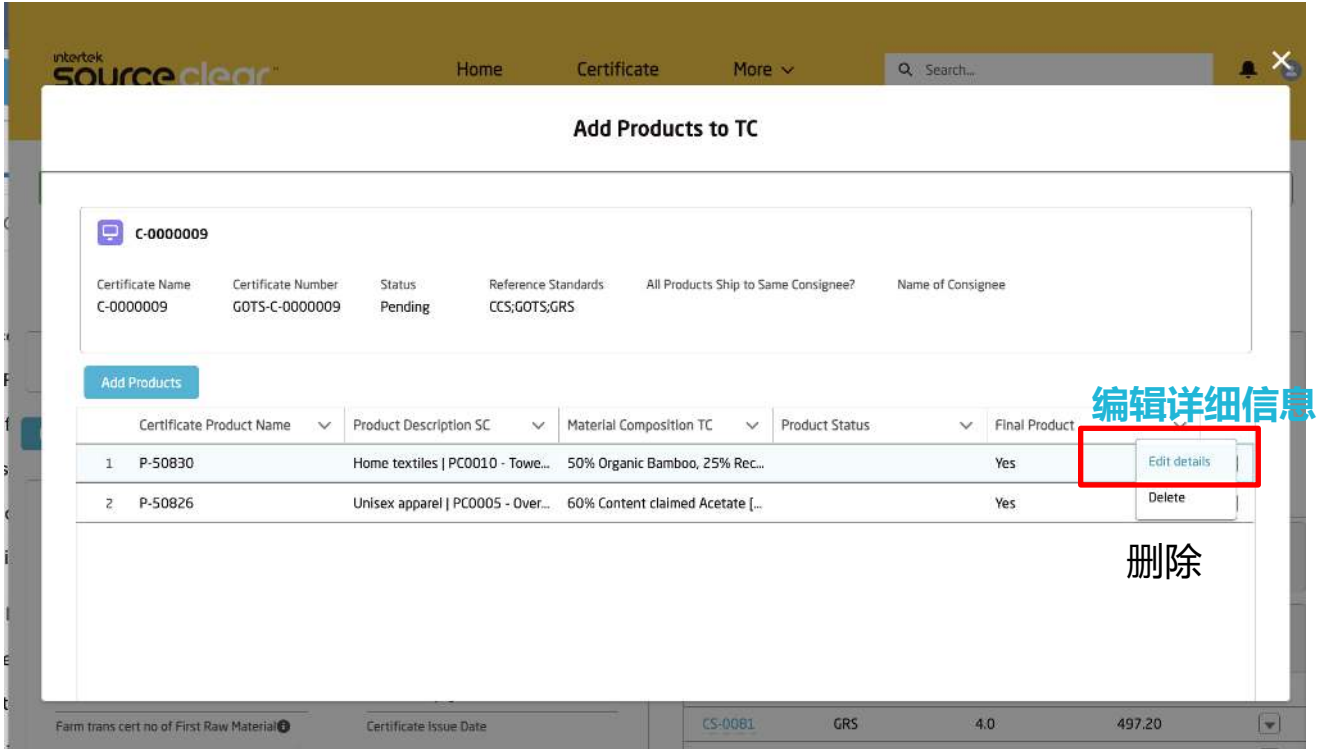 intertek
source clear
Home Certificate More Search...
Add Products to TC
C-0000009
Certificate Name Certificate Number Status Reference Standards All Products Ship to Same Consignee? Name of Consignee
C-0000009 GOTS-C-0000009 Pending CCS;GOTS;GRS
Add Products
编辑详细信息
Certificate Product Name Product Description SC Material Composition TC Product Status Final Product
1 P-50830 Home textiles | PC0010 - Towe... 50% Organic Bamboo, 25% Rec... Yes Edit details
2 P-50826 Unisex apparel | PC0005 - Over... 60% Content claimed Acetate [... Yes Delete
删除
Farm trans cert no of First Raw Material Certificate Issue Date CS-0081 GRS 4.0 497.20